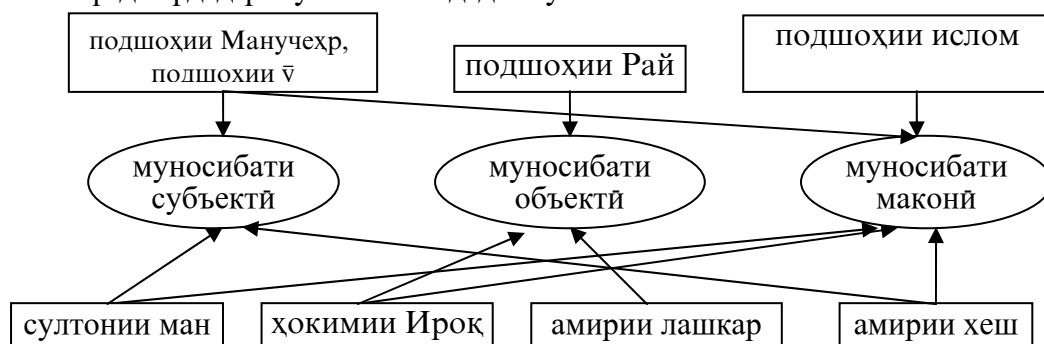 подшоҳии Манучеҳр,
подшохии v̄
подшоҳии Рай
подшоҳии ислом
муносибати
субъектӣ
муносибати
объектӣ
муносибати
маконӣ
султонии ман
ҳокимии Ироқ
амирии лашкар
амирии хеш